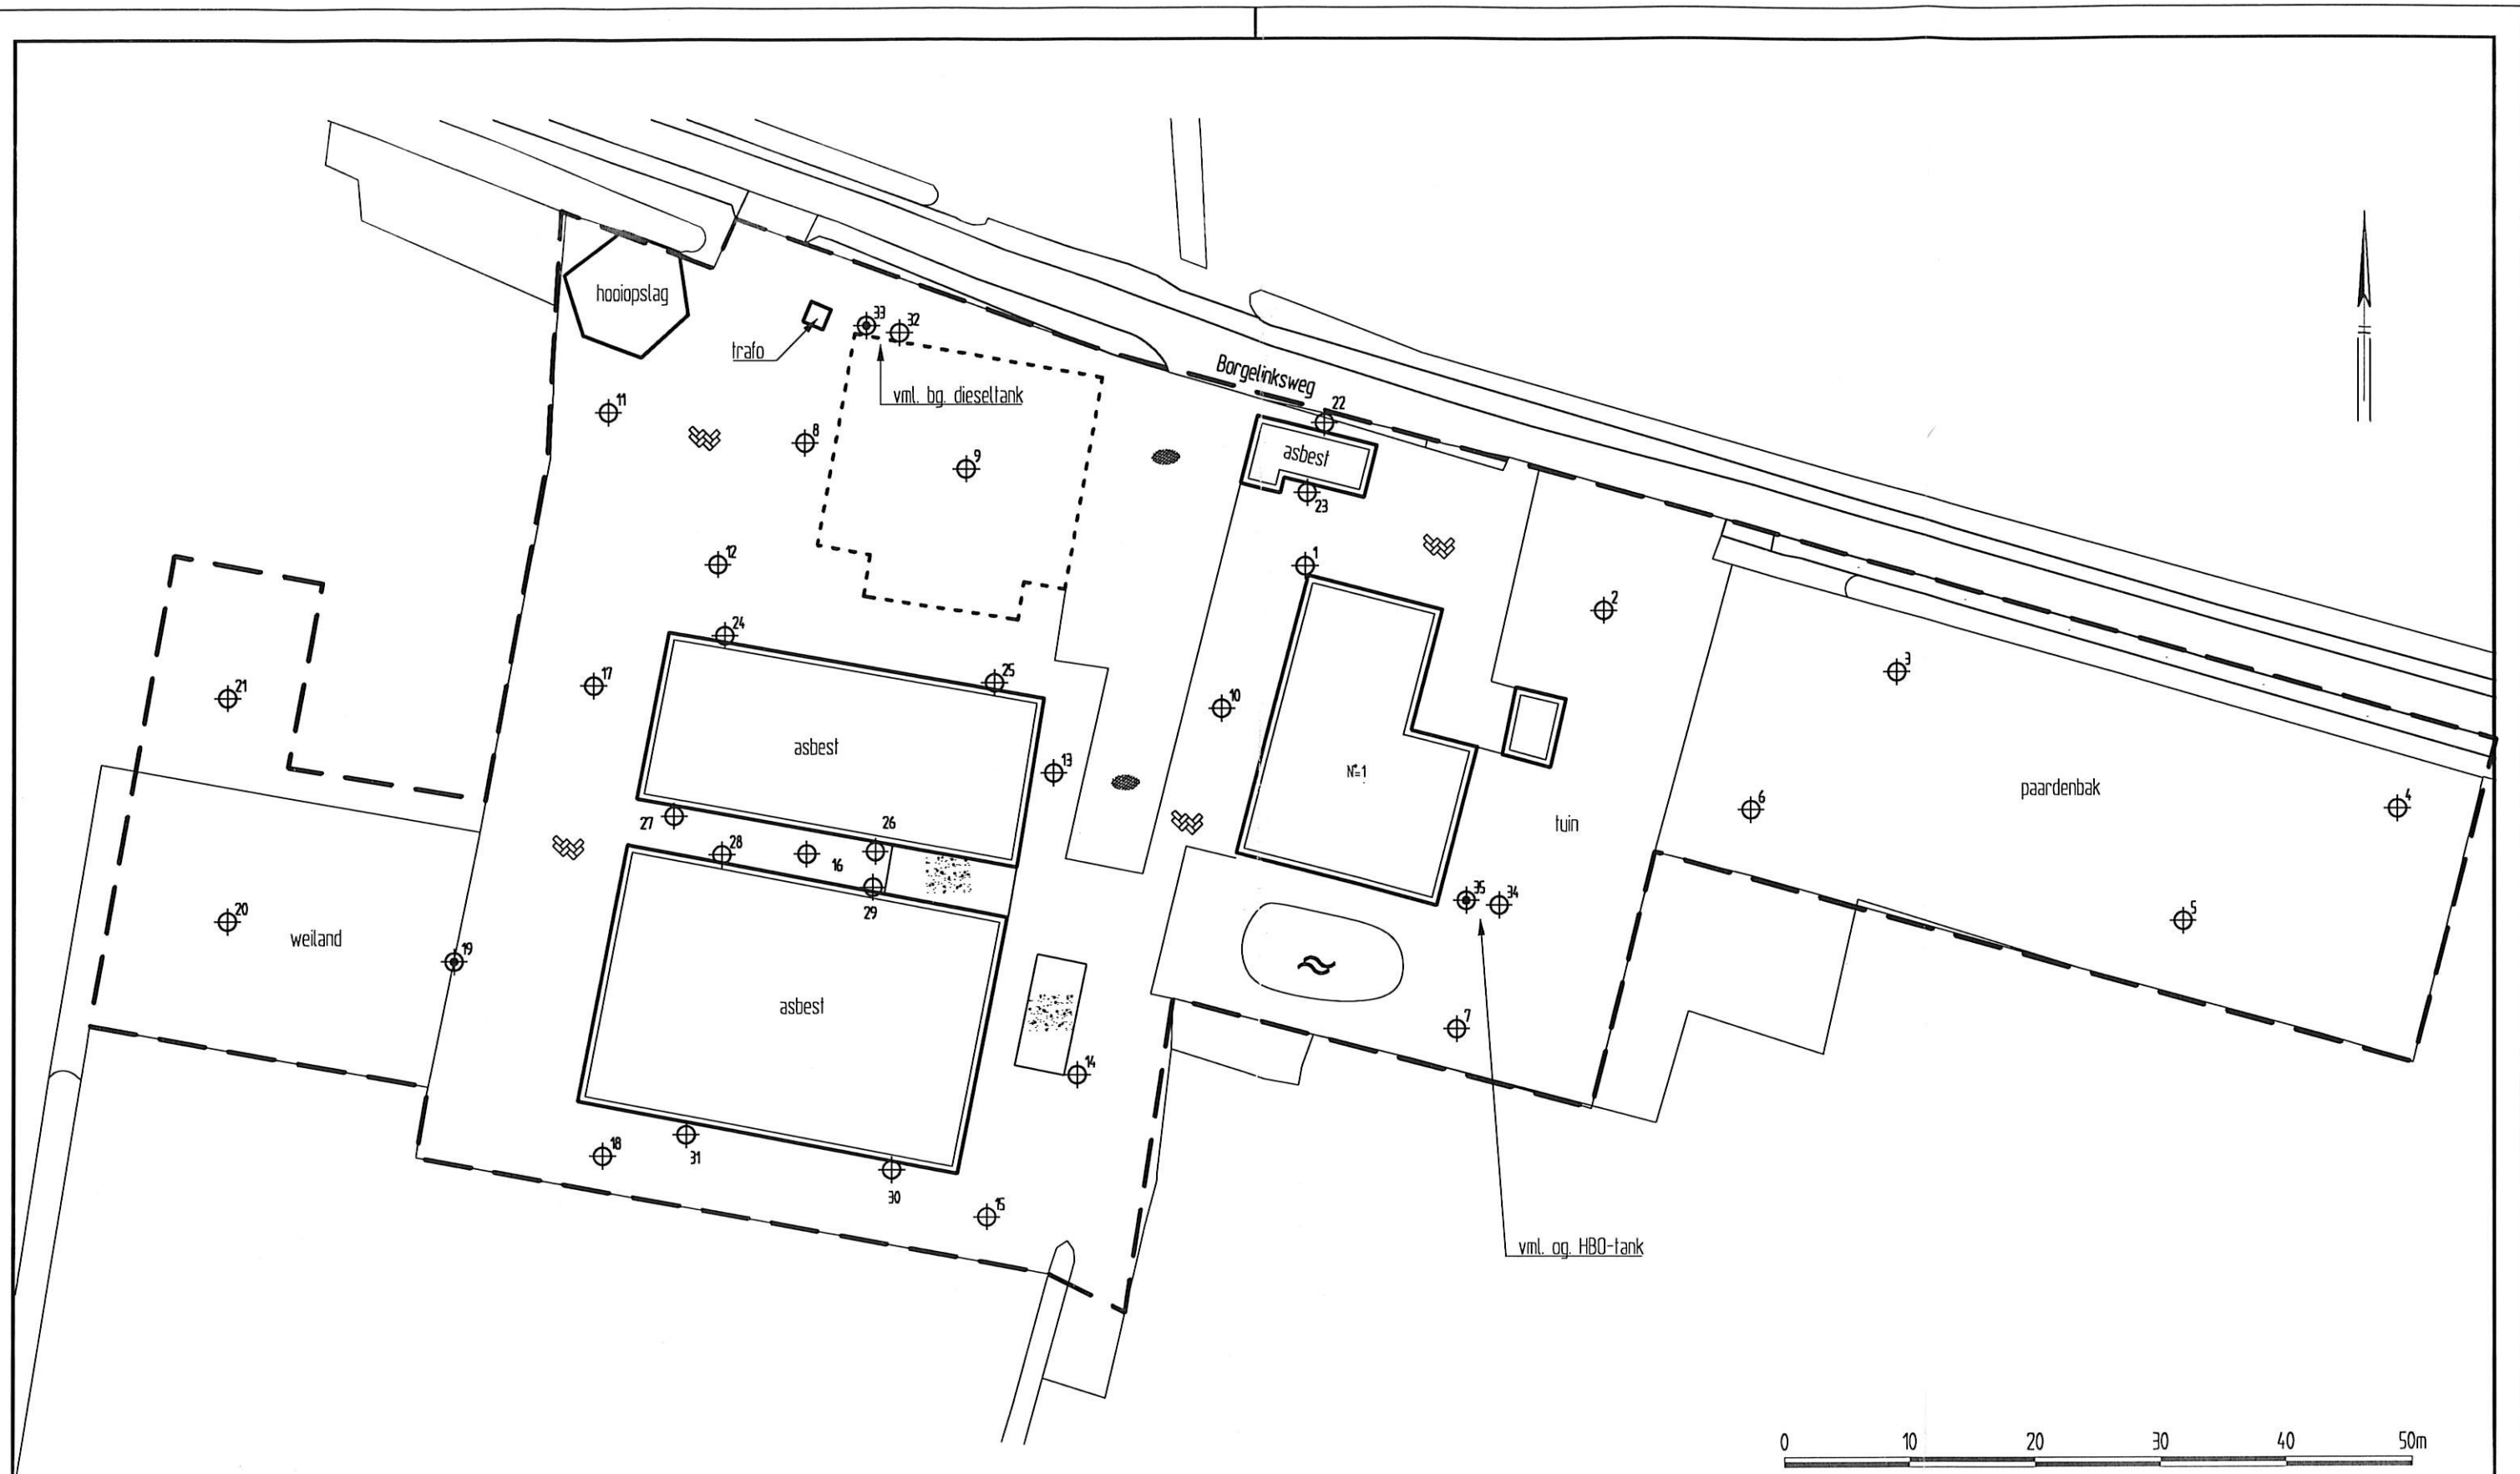 hooiopslag
33
32
trafo
vml. bg. dieseltank
Borgelinksweg
11
22
8
asbest
9
23
12
1
2
24
3
17
25
21
10
asbest
13
N°=1
paardenbak
4
6
27
26
tuin
28
16
29
35
34
20
5
weiland
19
asbest
7
14
18
31
30
15
vml. og. HBO-tank
0 10 20 30 40 50m